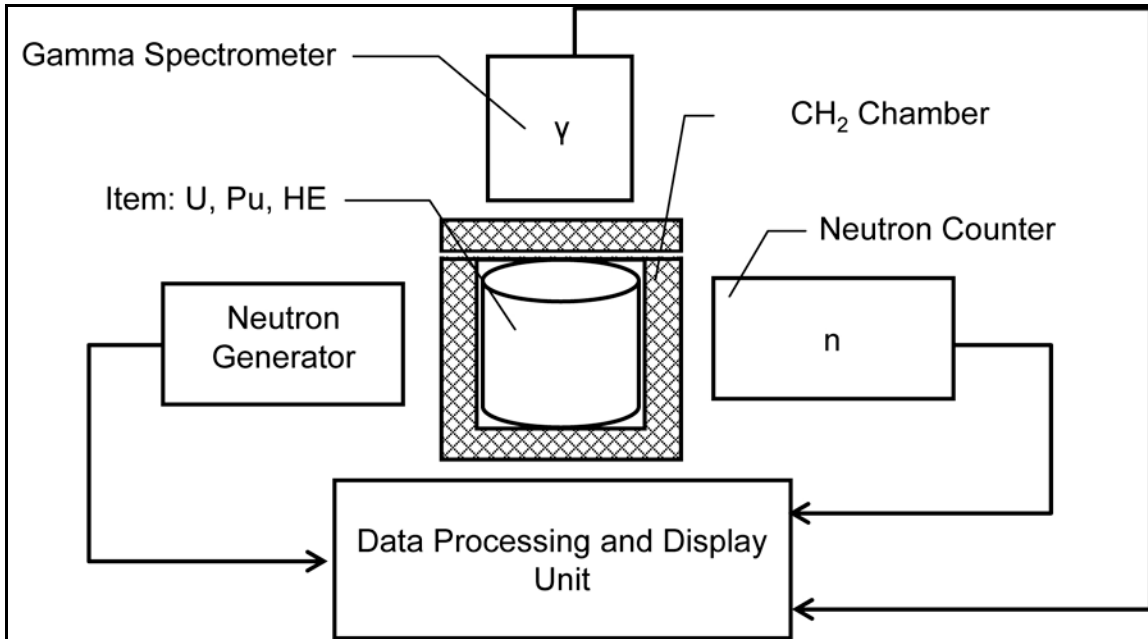 Gamma Spectrometer
γ
CH₂ Chamber
Item: U, Pu, HE
Neutron Counter
Neutron
Generator
n
Data Processing and Display
Unit